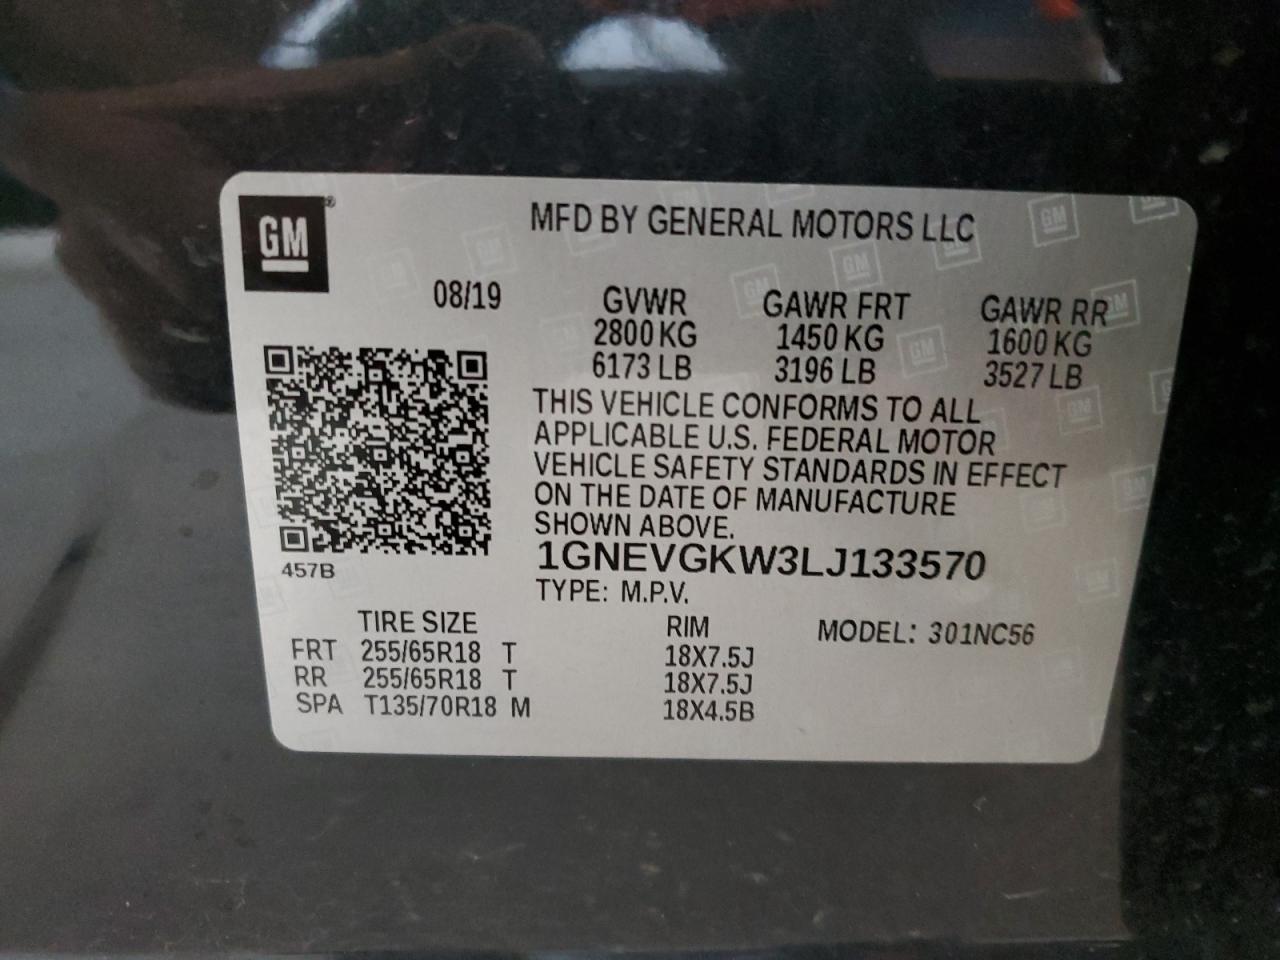 GM®
MFD BY GENERAL MOTORS LLC
08/19
GVWR GAWR FRT GAWR RR
2800 KG 1450 KG 1600 KG
6173 LB 3196 LB 3527 LB
THIS VEHICLE CONFORMS TO ALL
APPLICABLE U.S. FEDERAL MOTOR
VEHICLE SAFETY STANDARDS IN EFFECT
ON THE DATE OF MANUFACTURE
SHOWN ABOVE.
1GNEVGKW3LJ133570
457B
TYPE: M.P.V.
TIRE SIZE RIM MODEL: 301NC56
FRT 255/65R18 T 18X7.5J
RR 255/65R18 T 18X7.5J
SPA T135/70R18 M 18X4.5B